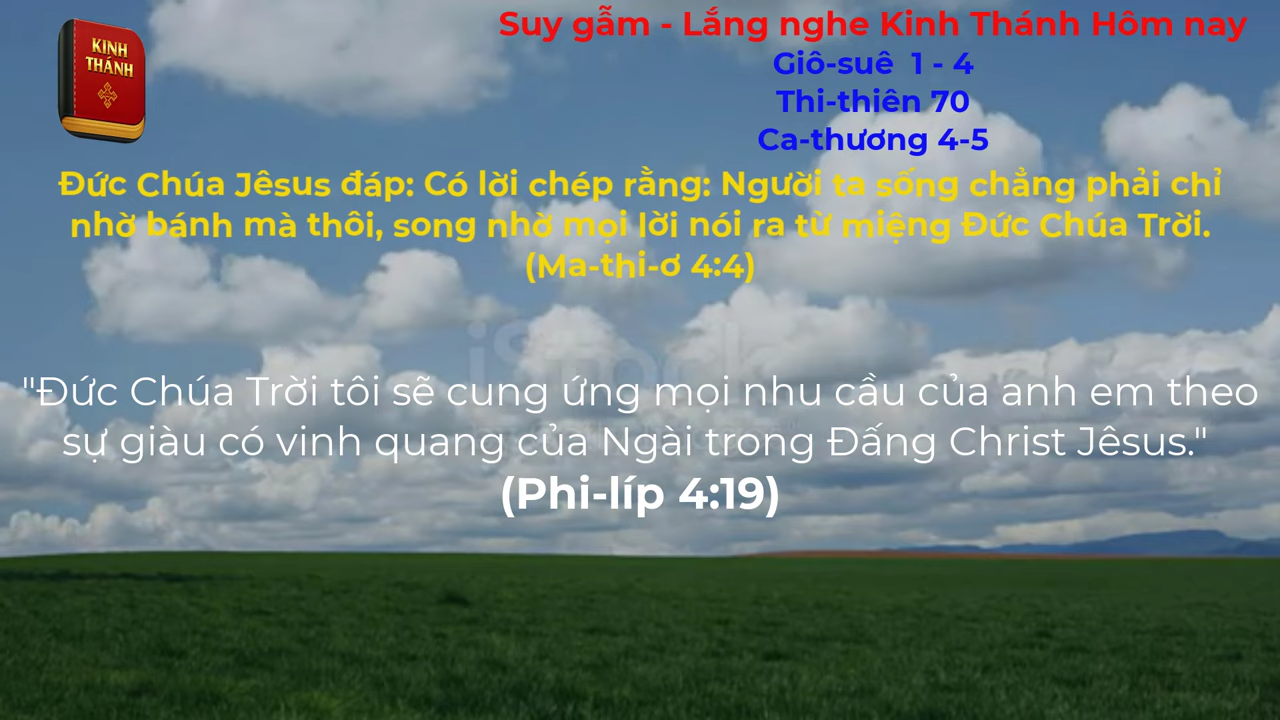 KINH
THÁNH
Suy gẫm - Lắng nghe Kinh Thánh Hôm nay
Giô-suê 1 - 4
Thi-thiên 70
Ca-thương 4-5
Đức Chúa Jêsus đáp: Có lời chép rằng: Người ta sống chẳng phải chỉ
nhờ bánh mà thôi, song nhờ mọi lời nói ra từ miệng Đức Chúa Trời.
(Ma-thi-ơ 4:4)
iStock
"Đức Chúa Trời tôi sẽ cung ứng mọi nhu cầu của anh em theo
sự giàu có vinh quang của Ngài trong Đấng Christ Jêsus."
(Phi-líp 4:19)